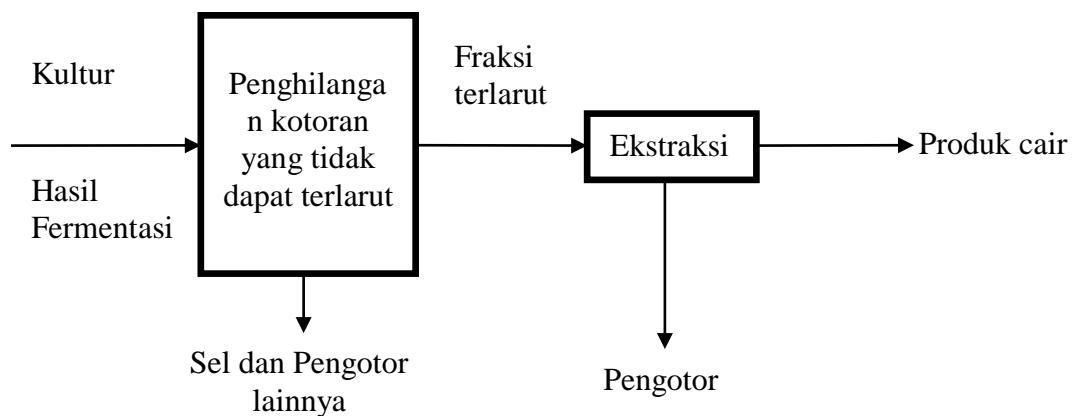 Kultur
Hasil
Fermentasi
Penghilanga
n kotoran
yang tidak
dapat terlarut
Sel dan Pengotor
lainnya
Fraksi
terlarut
Ekstraksi
Pengotor
Produk cair